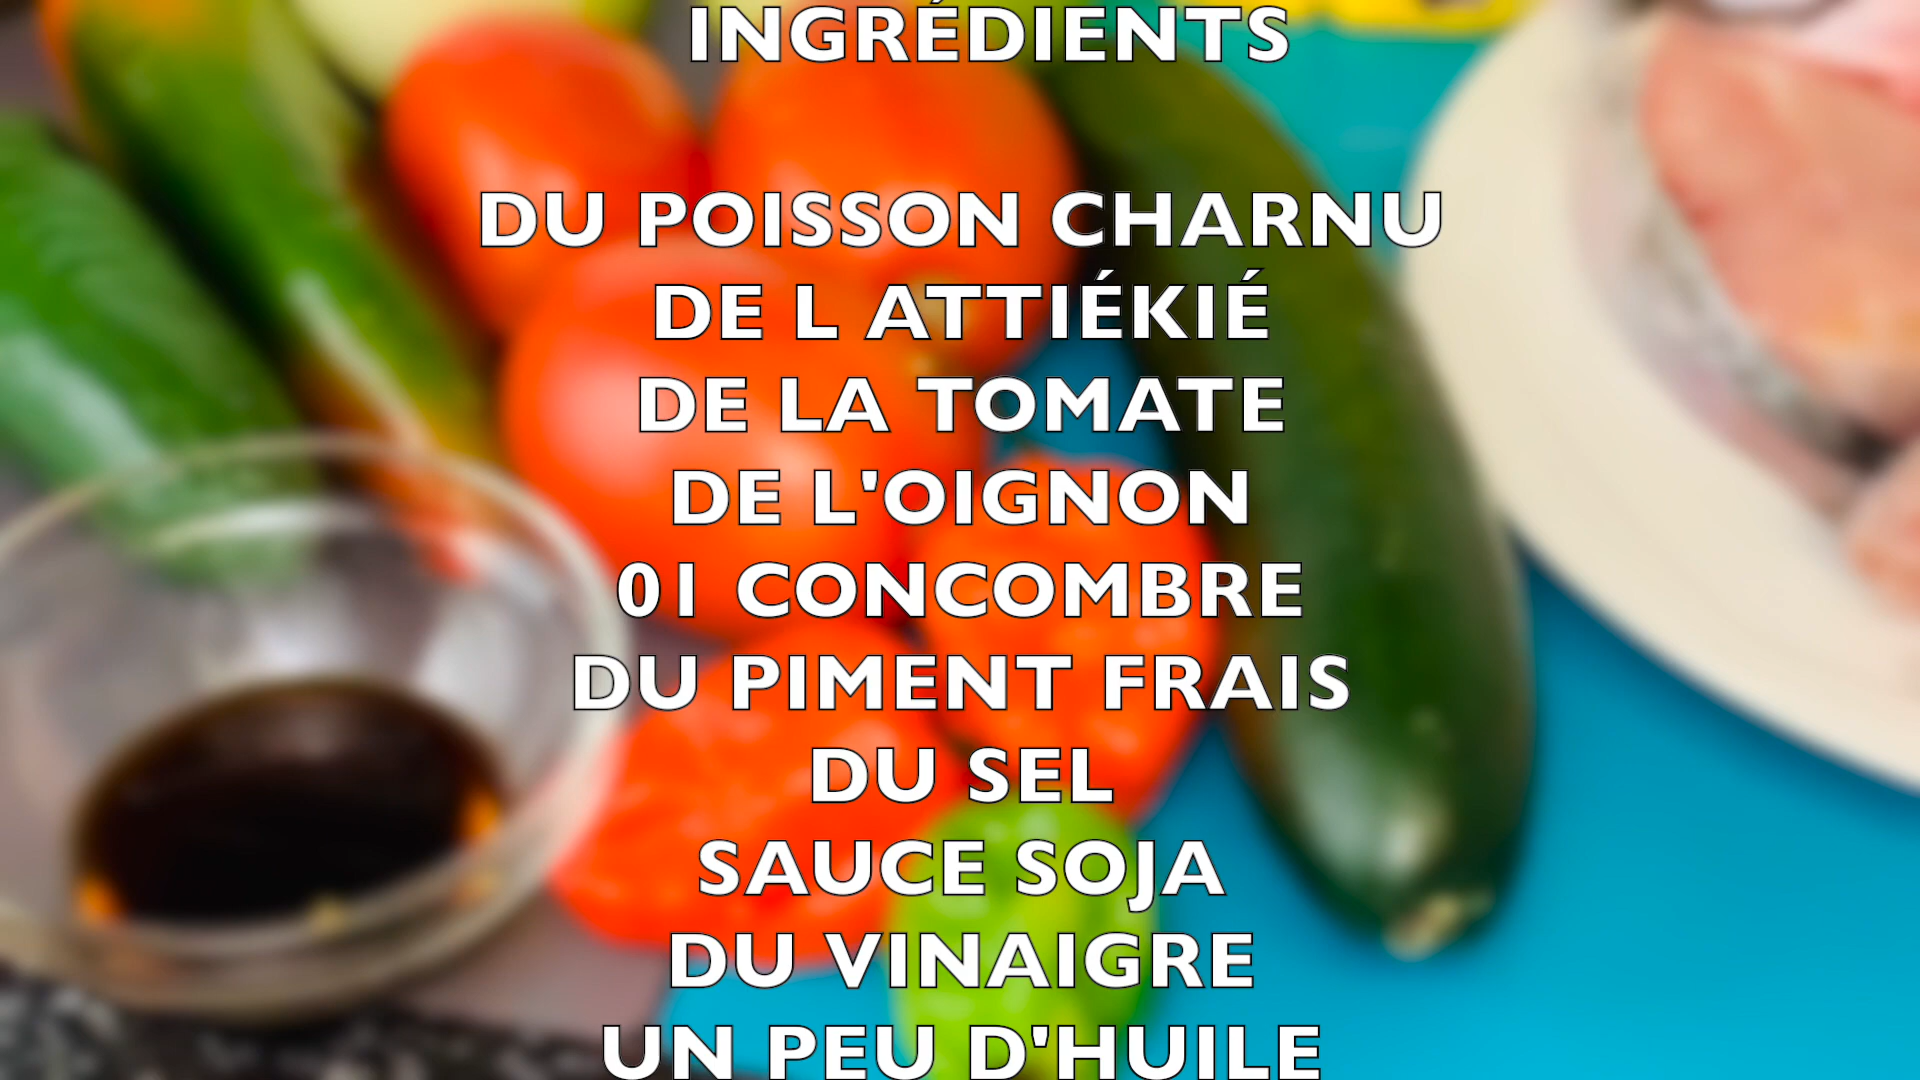 INGRÉDIENTS
DU POISSON CHARNU
DE L ATTIÉKIÉ
DE LA TOMATE
DE L'OIGNON
01 CONCOMBRE
DU PIMENT FRAIS
DU SEL
SAUCE SOJA
DU VINAIGRE
UN PEU D'HUILE